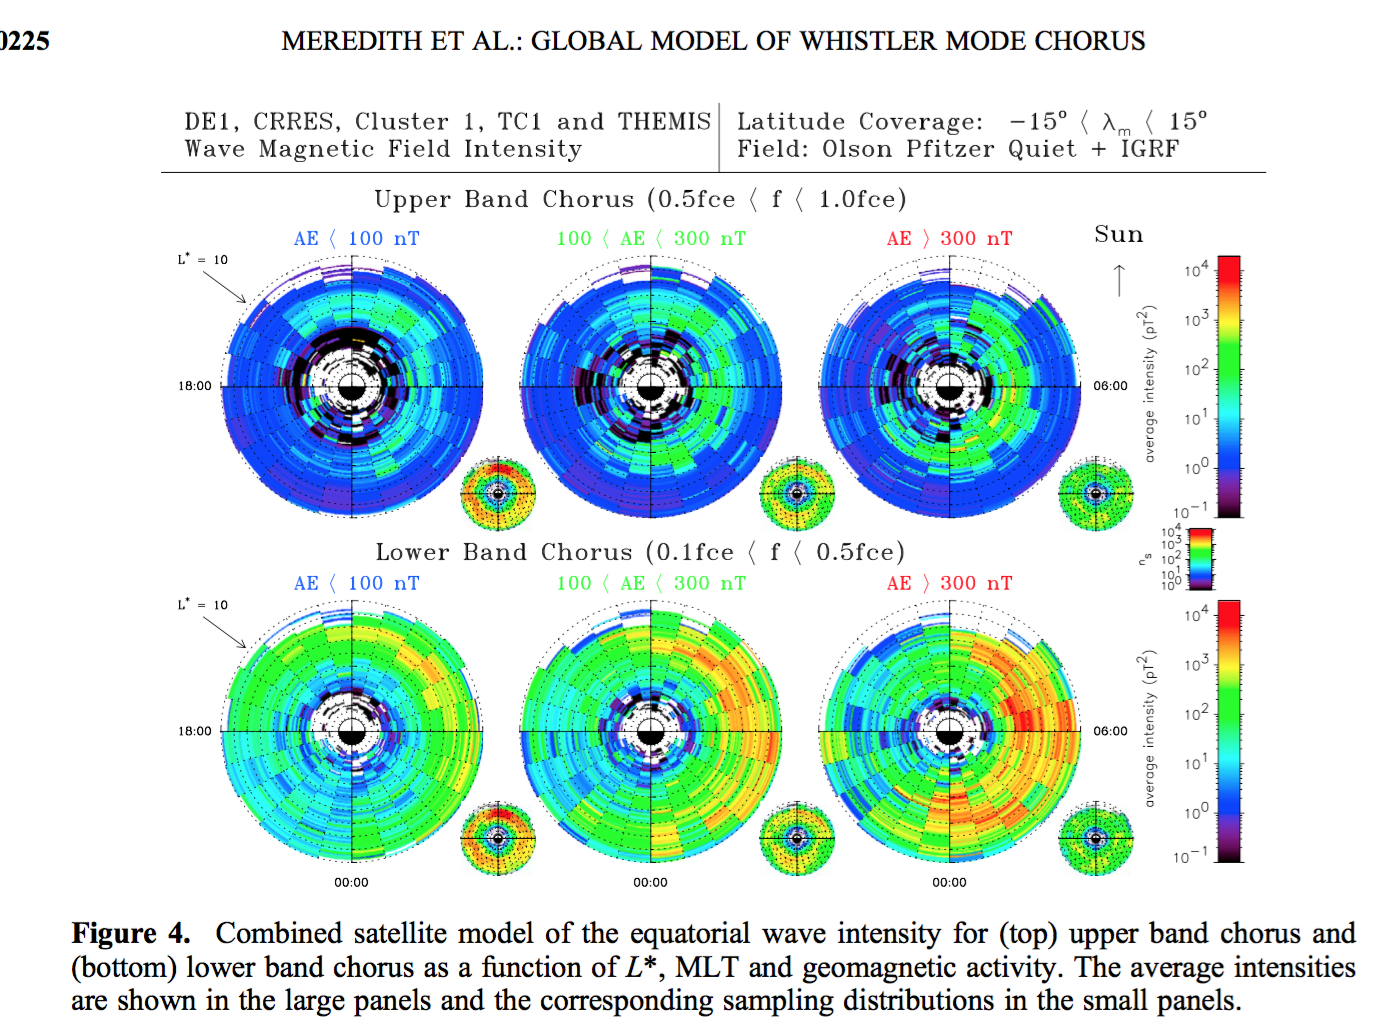 0225
MEREDITH ET AL.: GLOBAL MODEL OF WHISTLER MODE CHORUS
DE1, CRRES, Cluster 1, TC1 and THEMIS
Wave Magnetic Field Intensity
Latitude Coverage: −15° ⟨ λm ⟨ 15°
Field: Olson Pfitzer Quiet + IGRF
Upper Band Chorus (0.5fce ⟨ f ⟨ 1.0fce)
AE ⟨ 100 nT
100 ⟨ AE ⟨ 300 nT
AE ⟩ 300 nT
Sun
L* = 10
18:00
06:00
average intensity (pT²)
10⁴
10³
10²
10¹
10⁰
10⁻¹
nₛ
10⁴
10³
10²
10¹
10⁰
10⁰
Lower Band Chorus (0.1fce ⟨ f ⟨ 0.5fce)
AE ⟨ 100 nT
100 ⟨ AE ⟨ 300 nT
AE ⟩ 300 nT
L* = 10
18:00
06:00
average intensity (pT²)
10⁴
10³
10²
10¹
10⁰
10⁻¹
00:00
00:00
00:00
Figure 4. Combined satellite model of the equatorial wave intensity for (top) upper band chorus and
(bottom) lower band chorus as a function of L*, MLT and geomagnetic activity. The average intensities
are shown in the large panels and the corresponding sampling distributions in the small panels.